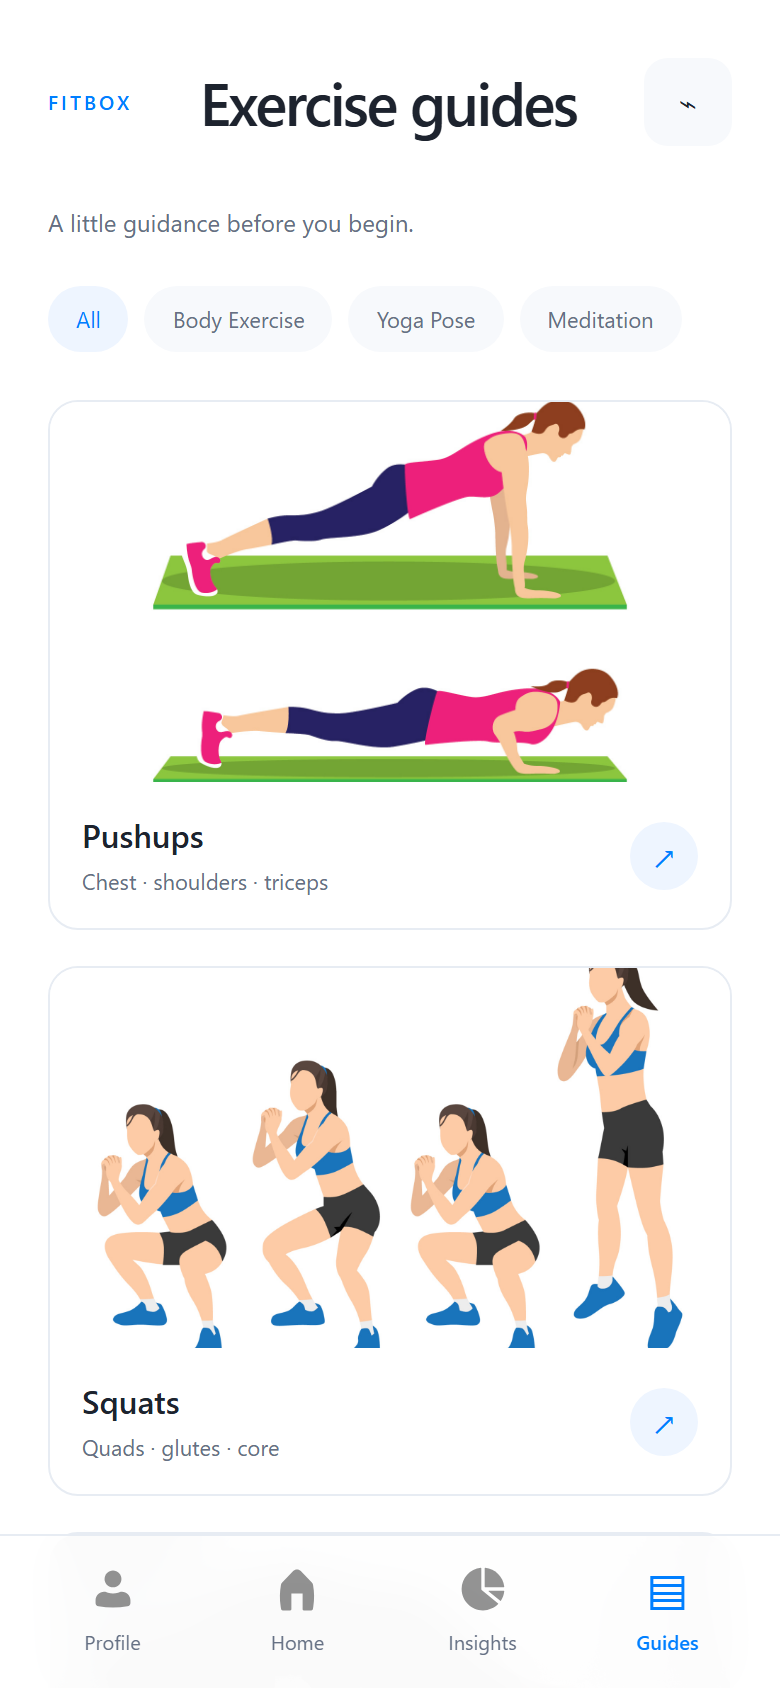 FITBOX
Exercise guides
⌁
A little guidance before you begin.
All
Body Exercise
Yoga Pose
Meditation
Pushups
Chest · shoulders · triceps
↗
Squats
Quads · glutes · core
↗
Profile
Home
Insights
Guides